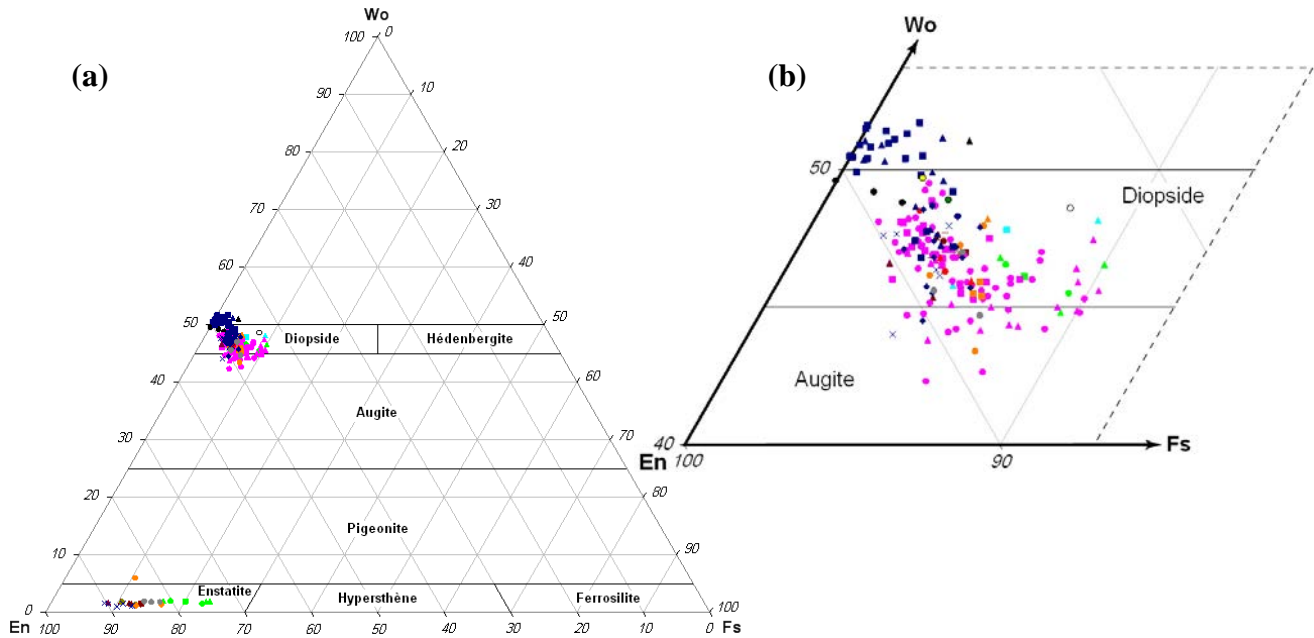 Wo
(a)
100
0
90
10
80
20
70
30
60
40
50
50
Diopside
Hédenbergite
40
60
Augite
30
70
20
80
Pigeonite
10
90
Enstatite
Hypersthène
Ferrosilite
0
100
En
100
90
80
70
60
50
40
30
20
10
0
Fs
(b)
Wo
50
Diopside
Augite
40
En
100
90
Fs